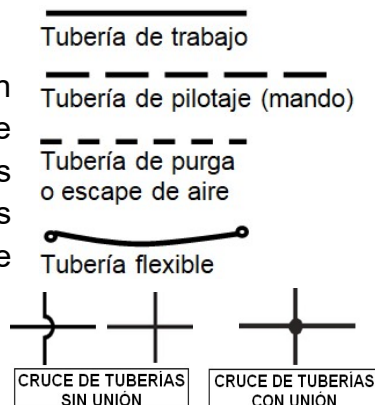 Tubería de trabajo
n
Tubería de pilotaje (mando)
e
Tubería de purga
s
o escape de aire
s
e
Tubería flexible
CRUCE DE TUBERÍAS
SIN UNIÓN
CRUCE DE TUBERÍAS
CON UNIÓN